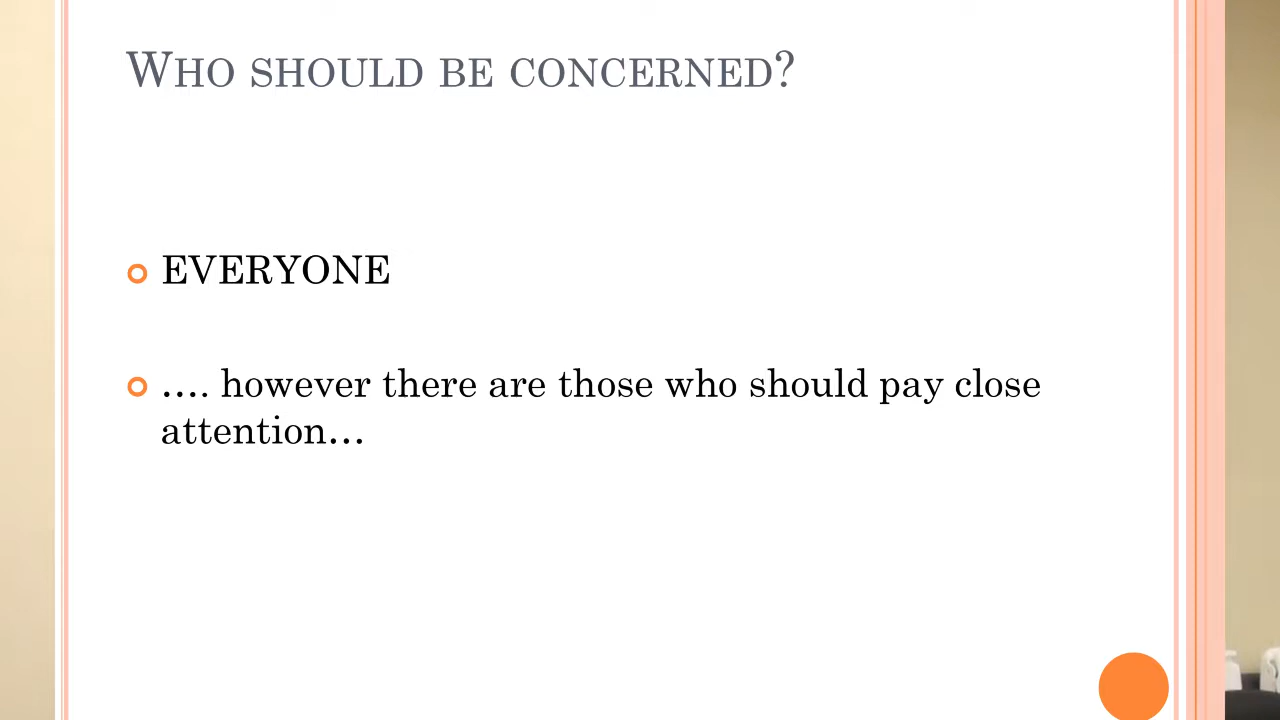 Who should be concerned?
EVERYONE
…. however there are those who should pay close
attention…